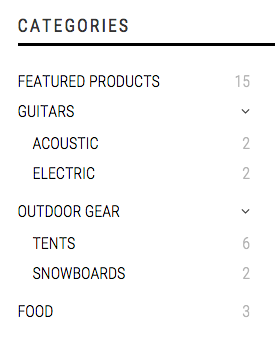 CATEGORIES
FEATURED PRODUCTS 15
GUITARS
ACOUSTIC 2
ELECTRIC 2
OUTDOOR GEAR
TENTS 6
SNOWBOARDS 2
FOOD 3